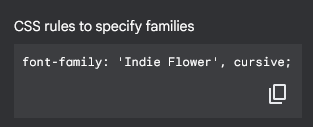 CSS rules to specify families
font-family: 'Indie Flower', cursive;